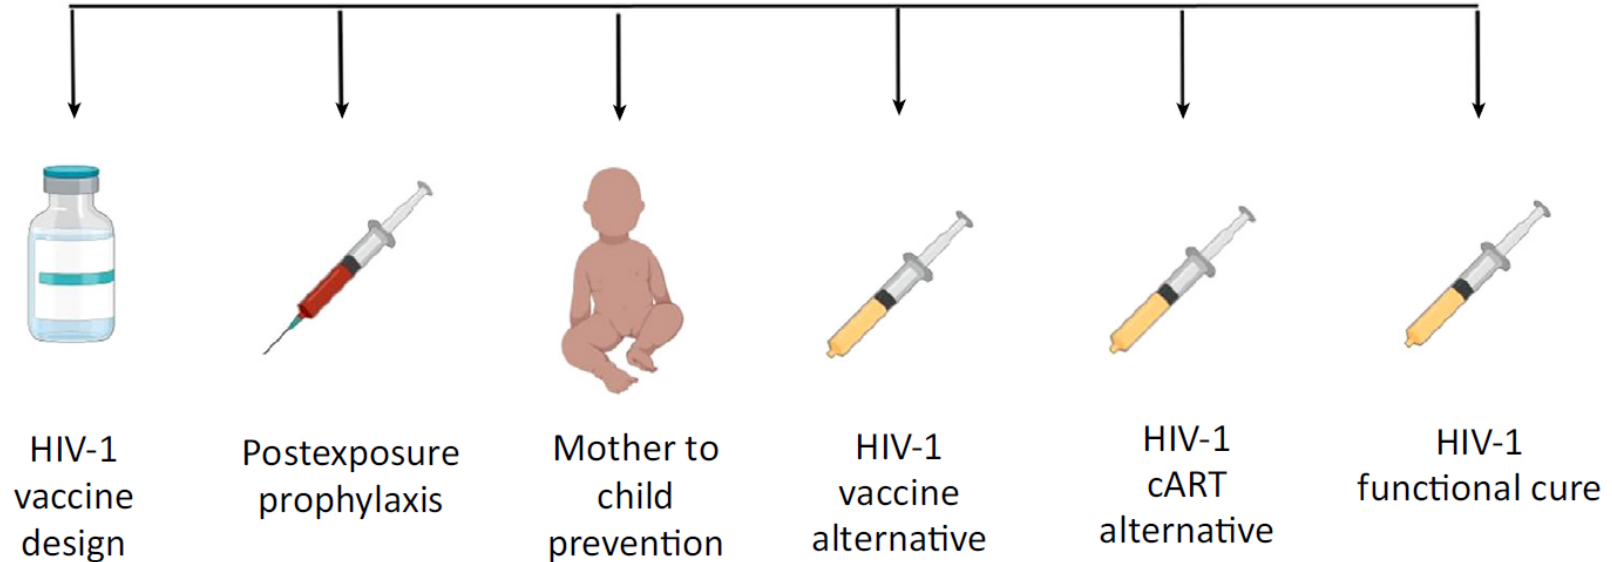 HIV-1
vaccine
design
Postexposure
prophylaxis
Mother to
child
prevention
HIV-1
vaccine
alternative
HIV-1
cART
alternative
HIV-1
functional cure